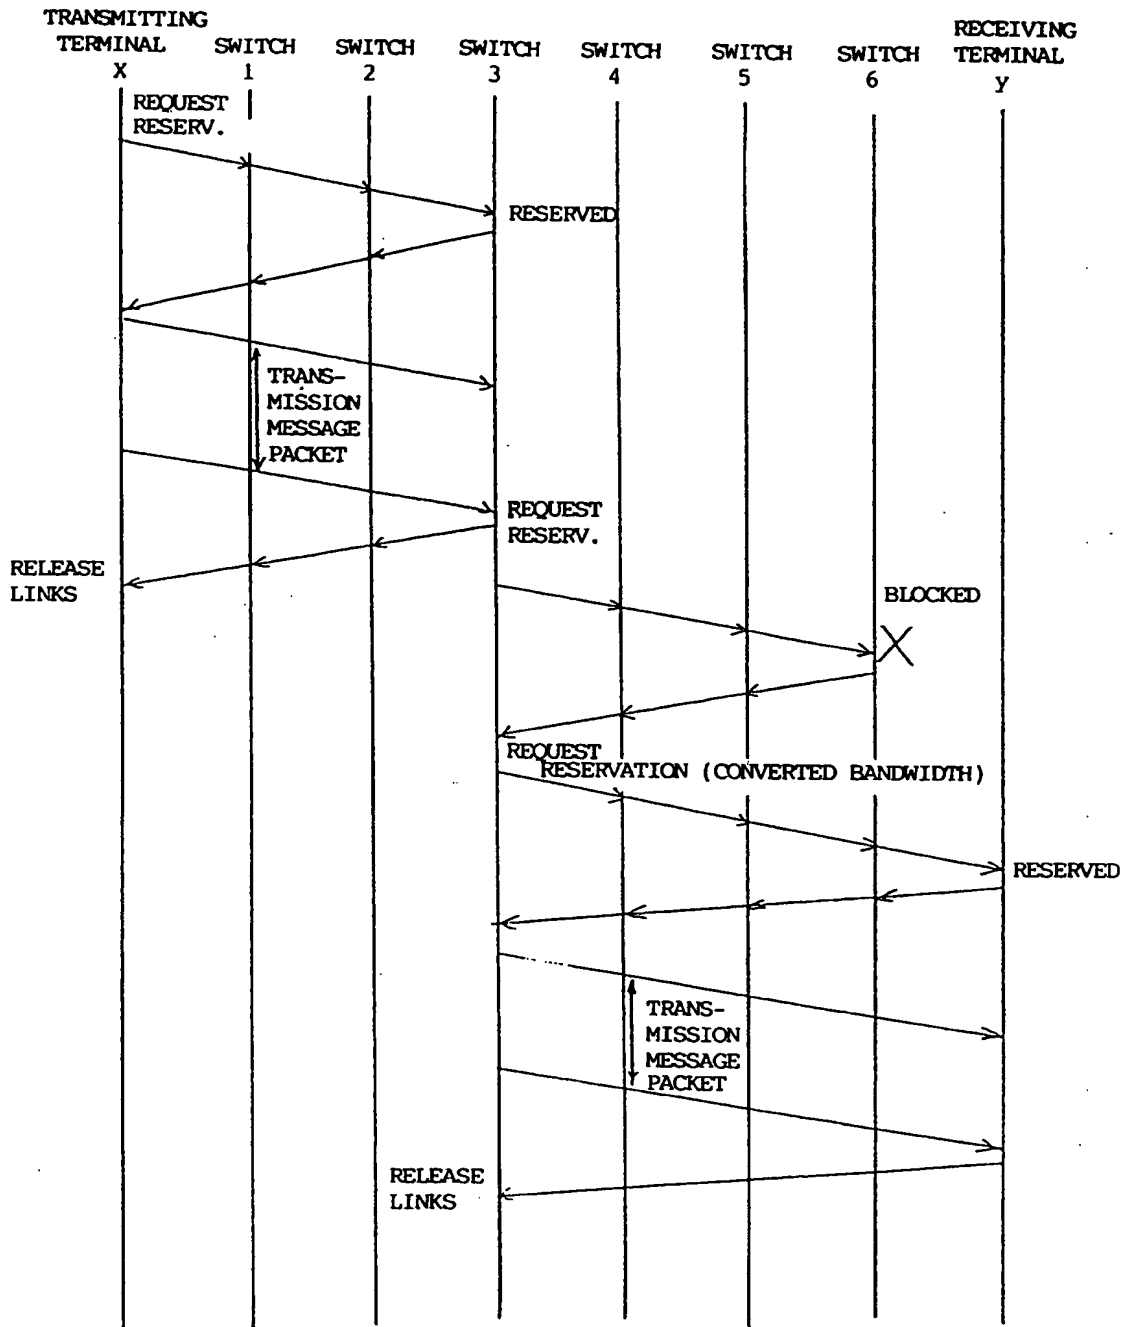 TRANSMITTING
TERMINAL
X
SWITCH
1
SWITCH
2
SWITCH
3
SWITCH
4
SWITCH
5
SWITCH
6
RECEIVING
TERMINAL
y
REQUEST
RESERV.
RESERVED
TRANS-
MISSION
MESSAGE
PACKET
REQUEST
RESERV.
RELEASE
LINKS
BLOCKED
REQUEST
RESERVATION (CONVERTED BANDWIDTH)
RESERVED
TRANS-
MISSION
MESSAGE
PACKET
RELEASE
LINKS